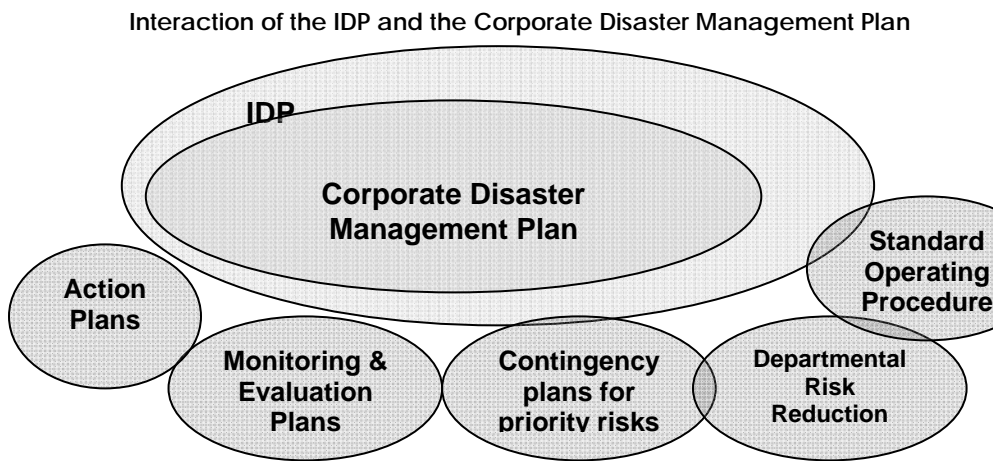 Interaction of the IDP and the Corporate Disaster Management Plan
IDP
Corporate Disaster
Management Plan
Standard
Operating
Procedure
Action
Plans
Monitoring &
Evaluation
Plans
Contingency
plans for
priority risks
Departmental
Risk
Reduction